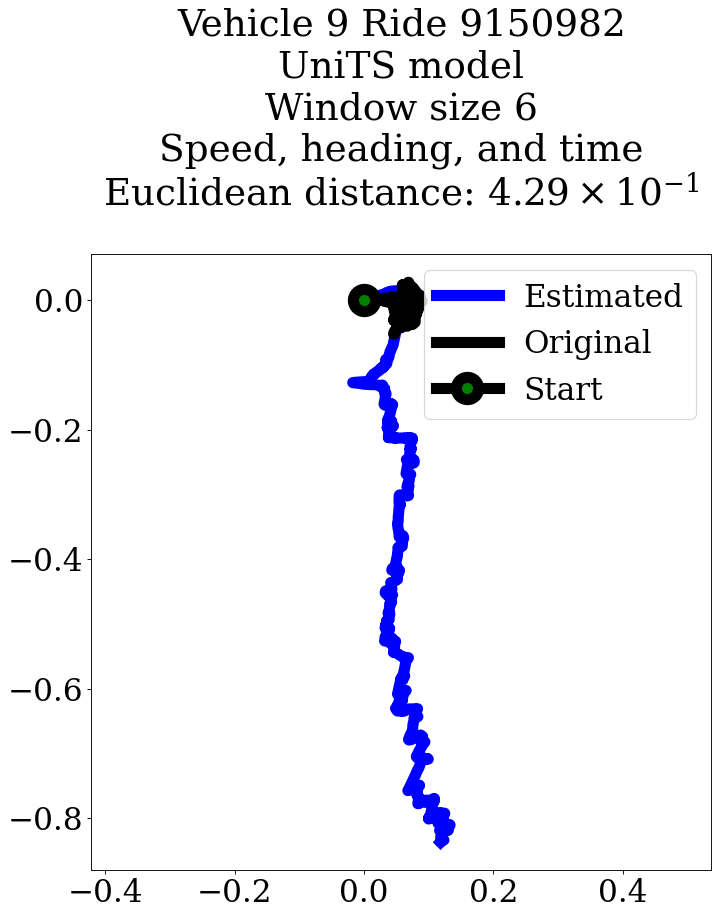 Vehicle 9 Ride 9150982
UniTS model
Window size 6
Speed, heading, and time
Euclidean distance: 4.29 × 10⁻¹
Estimated
Original
Start
0.0
−0.2
−0.4
−0.6
−0.8
−0.4 −0.2 0.0 0.2 0.4